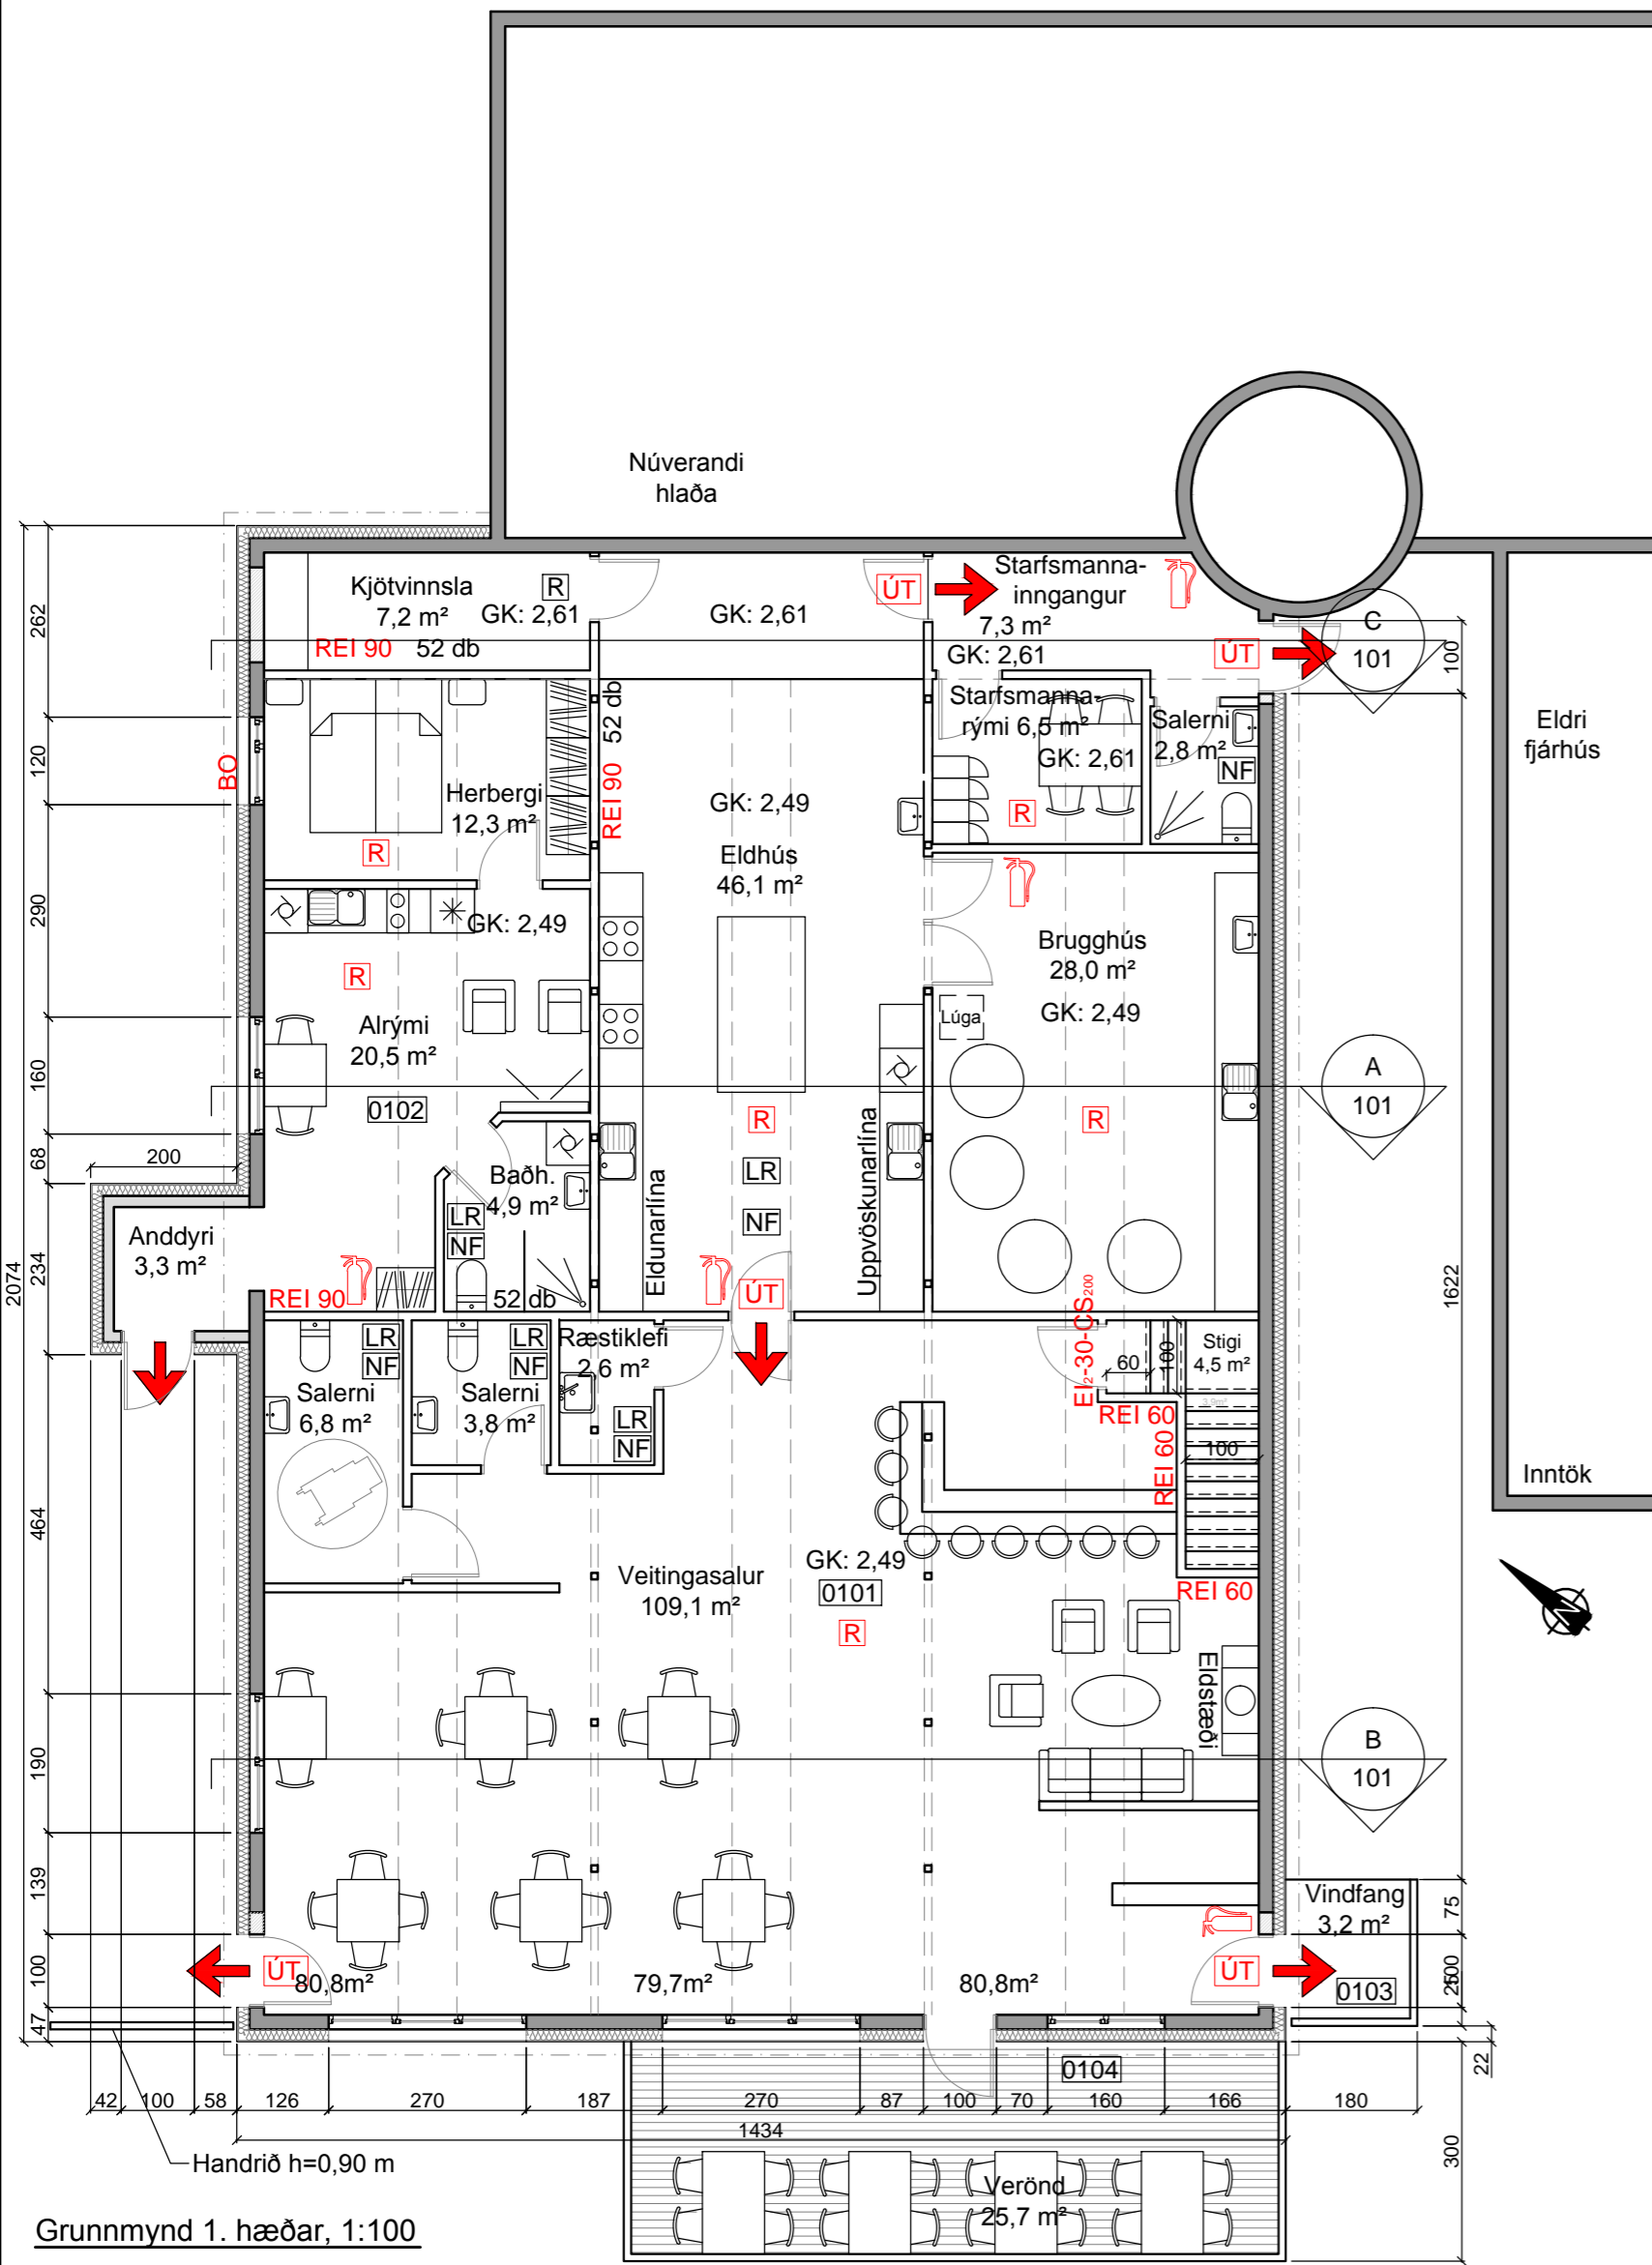 Núverandi
hlaða
Kjötvinnsla
7,2 m²
R
GK: 2,61
REI 90
52 db
GK: 2,61
ÚT
Starfsmanna-
inngangur
7,3 m²
GK: 2,61
ÚT
C
101
100
Starfsmanna-
rými 6,5 m²
GK: 2,61
R
Salerni
2,8 m²
NF
Eldri
fjárhús
Inntök
BO
Herbergi
12,3 m²
R
REI 90
52 db
GK: 2,49
Eldhús
46,1 m²
GK: 2,49
R
Alrými
20,5 m²
0102
Brugghús
28,0 m²
GK: 2,49
Lúga
R
A
101
R
LR
NF
Eldunarlína
Uppvöskunarlína
Baðh.
4,9 m²
LR
NF
52 db
Anddyri
3,3 m²
REI 90
ÚT
EI₂-30-CS₂₀₀
LR
NF
Salerni
6,8 m²
LR
NF
Salerni
3,8 m²
Ræstiklefi
2,6 m²
LR
NF
60
100
Stigi
4,5 m²
3,9m²
REI 60
REI 60
100
REI 60
GK: 2,49
0101
R
Veitingasalur
109,1 m²
Eldstæði
B
101
Vindfang
3,2 m²
0103
ÚT
ÚT
80,8m²
79,7m²
80,8m²
0104
Verönd
25,7 m²
262
120
290
160
68
200
234
2074
464
190
139
100
47
1622
75
100
250
22
300
42
100
58
126
270
187
270
87
100
70
160
166
180
1434
Handrið h=0,90 m
Grunnmynd 1. hæðar, 1:100